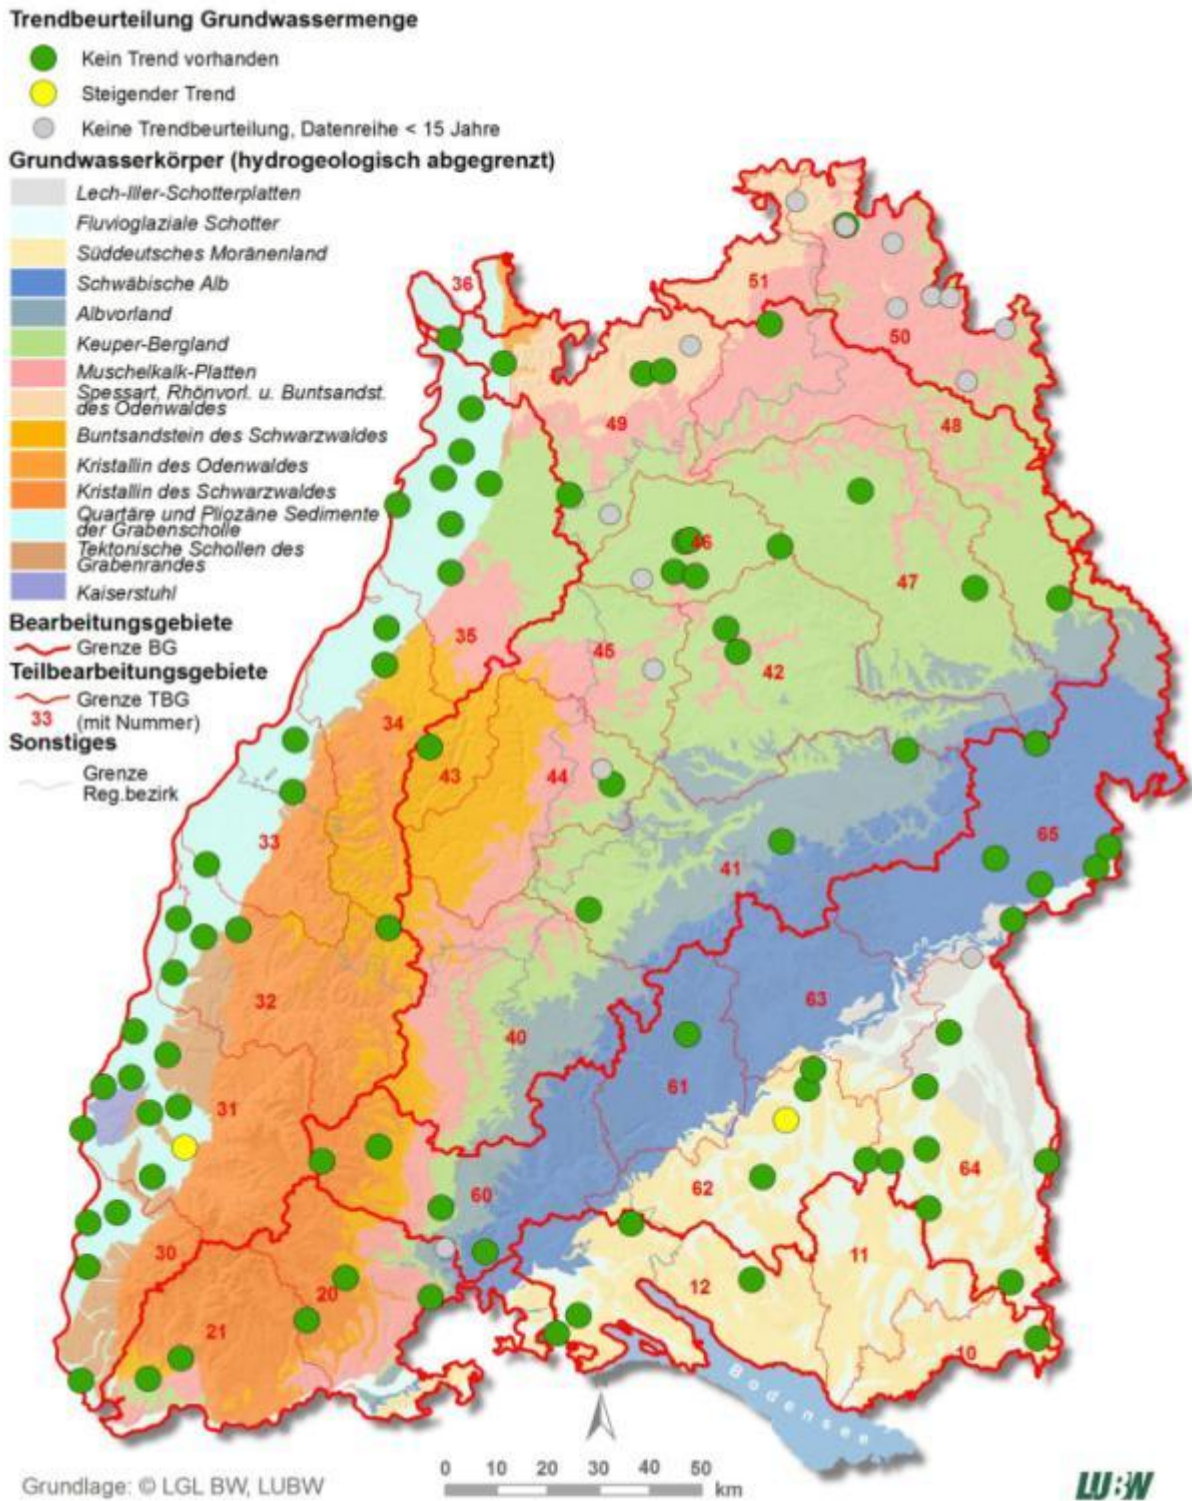 Trendbeurteilung Grundwassermenge
Kein Trend vorhanden
Steigender Trend
Keine Trendbeurteilung, Datenreihe < 15 Jahre
Grundwasserkörper (hydrogeologisch abgegrenzt)
Lech-Iller-Schotterplatten
Fluvioglaziale Schotter
Süddeutsches Moränenland
Schwäbische Alb
Albvorland
Keuper-Bergland
Muschelkalk-Platten
Spessart, Rhönvorl. u. Buntsandst.
des Odenwaldes
Buntsandstein des Schwarzwaldes
Kristallin des Odenwaldes
Kristallin des Schwarzwaldes
Quartäre und Pliozäne Sedimente
der Grabenscholle
Tektonische Schollen des
Grabenrandes
Kaiserstuhl
Bearbeitungsgebiete
Grenze BG
Teilbearbeitungsgebiete
Grenze TBG
33 (mit Nummer)
Sonstiges
Grenze
Reg.bezirk
36
51
50
49
48
46
47
35
45
42
34
43
44
33
65
41
32
63
40
61
31
62
64
60
30
11
12
20
21
10
Bodensee
0 10 20 30 40 50
km
Grundlage: © LGL BW, LUBW
LUBW